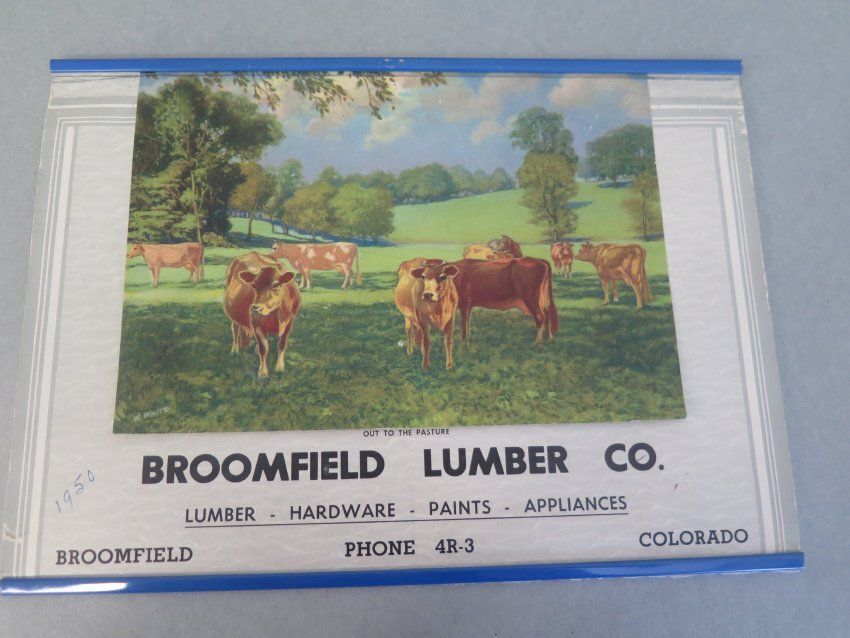 W. WHITE
OUT TO THE PASTURE
BROOMFIELD LUMBER CO.
1950
LUMBER - HARDWARE - PAINTS - APPLIANCES
BROOMFIELD PHONE 4R-3 COLORADO